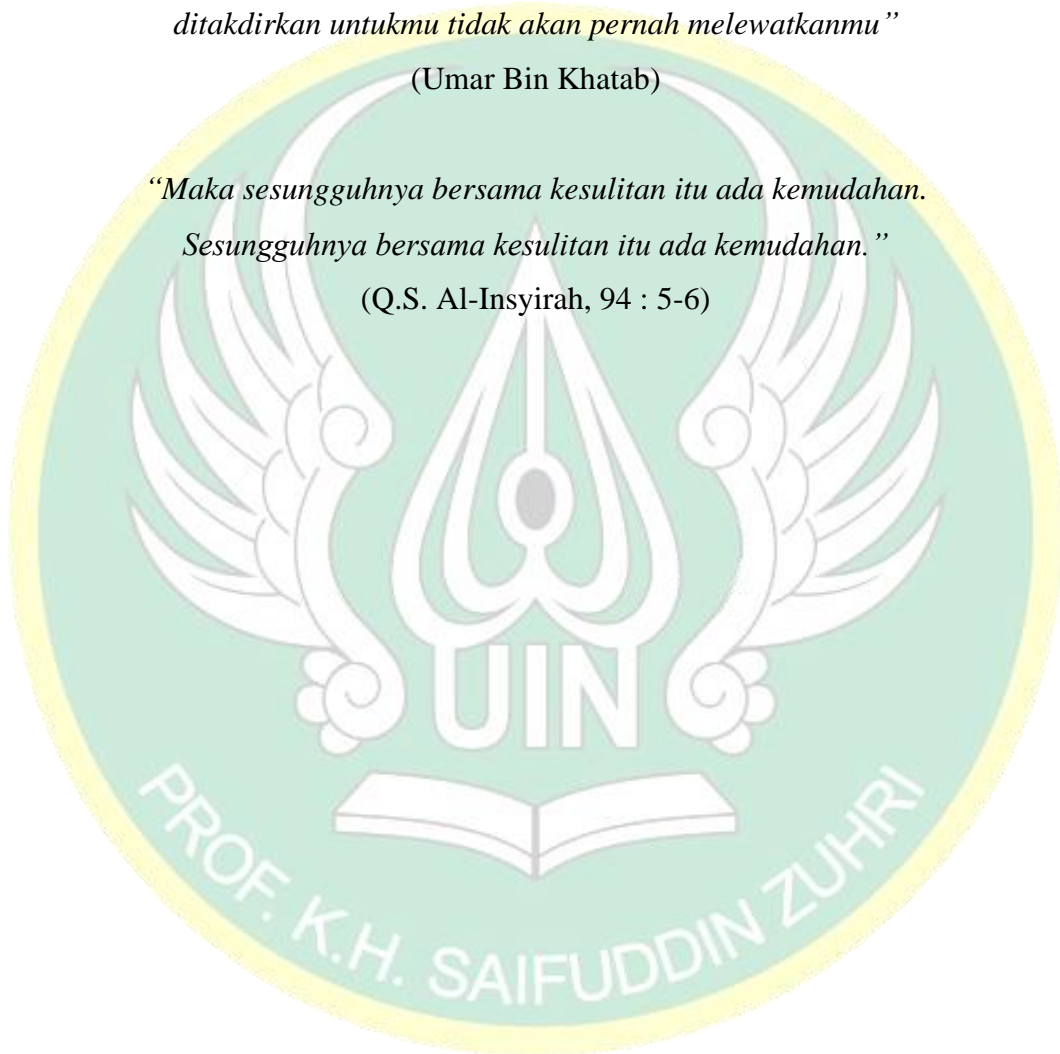 ditakdirkan untukmu tidak akan pernah melewatkanmu”
(Umar Bin Khatab)
“Maka sesungguhnya bersama kesulitan itu ada kemudahan.
Sesungguhnya bersama kesulitan itu ada kemudahan.”
(Q.S. Al-Insyirah, 94 : 5-6)
UIN
PROF. K.H. SAIFUDDIN ZUHRI